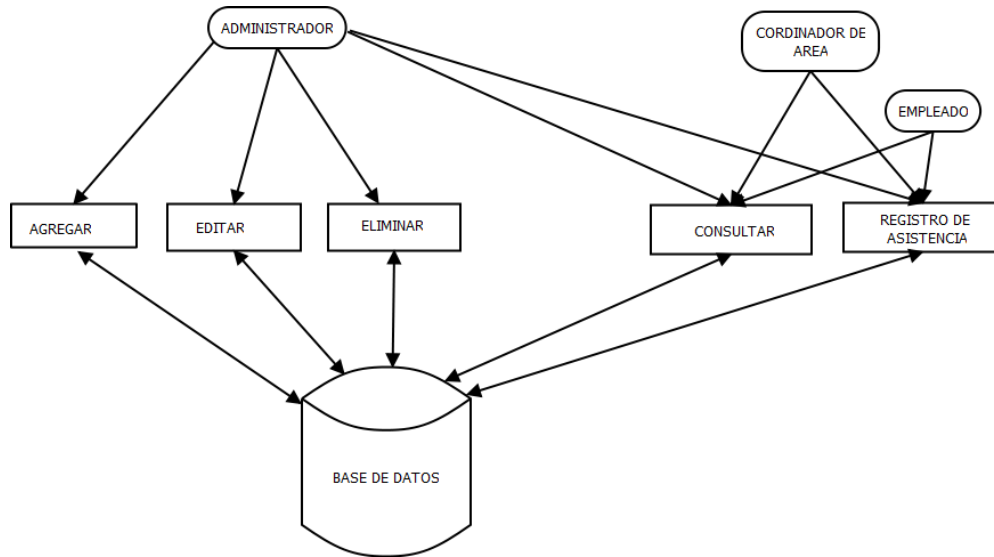 ADMINISTRADOR
CORDINADOR DE
AREA
EMPLEADO
AGREGAR
EDITAR
ELIMINAR
CONSULTAR
REGISTRO DE
ASISTENCIA
BASE DE DATOS